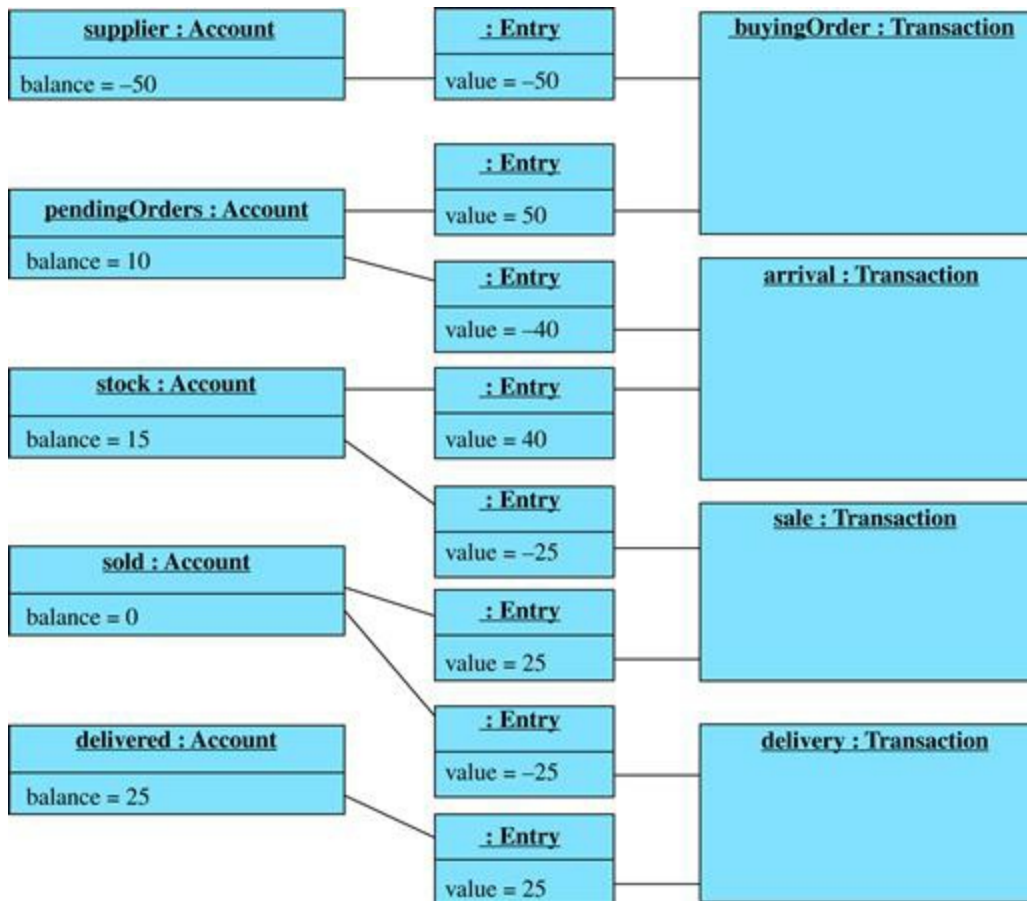 supplier : Account
balance = –50
pendingOrders : Account
balance = 10
stock : Account
balance = 15
sold : Account
balance = 0
delivered : Account
balance = 25
: Entry
value = –50
: Entry
value = 50
: Entry
value = –40
: Entry
value = 40
: Entry
value = –25
: Entry
value = 25
: Entry
value = –25
: Entry
value = 25
buyingOrder : Transaction
arrival : Transaction
sale : Transaction
delivery : Transaction